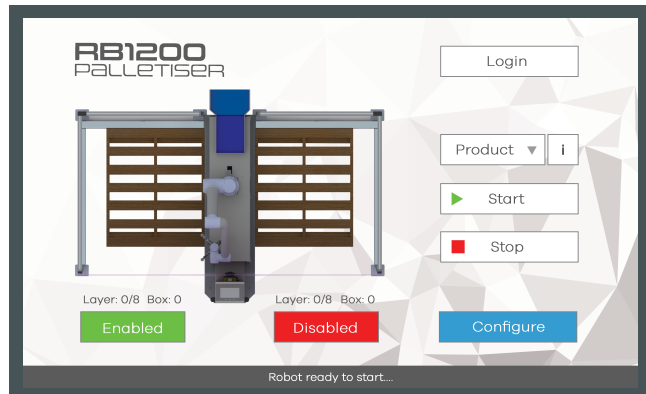 RB1200
PALLETISER
Login
Product
i
Start
Stop
Layer: 0/8 Box: 0
Layer: 0/8 Box: 0
Enabled
Disabled
Configure
Robot ready to start....